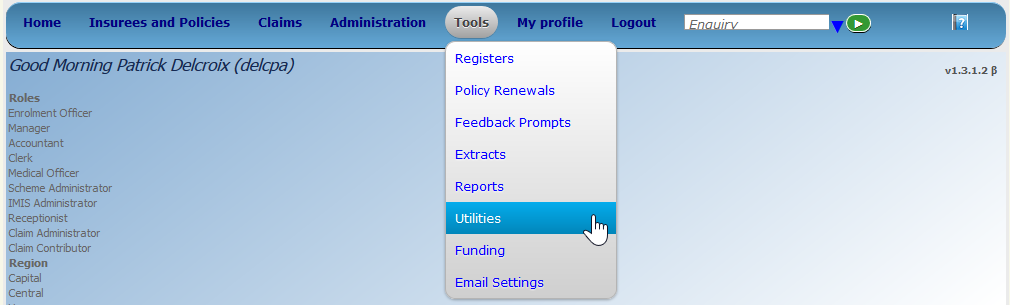 Home Insurees and Policies Claims Administration Tools My profile Logout Enquiry ?
Good Morning Patrick Delcroix (delcpa)
v1.3.1.2 β
Roles
Enrolment Officer
Manager
Accountant
Clerk
Medical Officer
Scheme Administrator
IMIS Administrator
Receptionist
Claim Administrator
Claim Contributor
Region
Capital
Central
Registers
Policy Renewals
Feedback Prompts
Extracts
Reports
Utilities
Funding
Email Settings